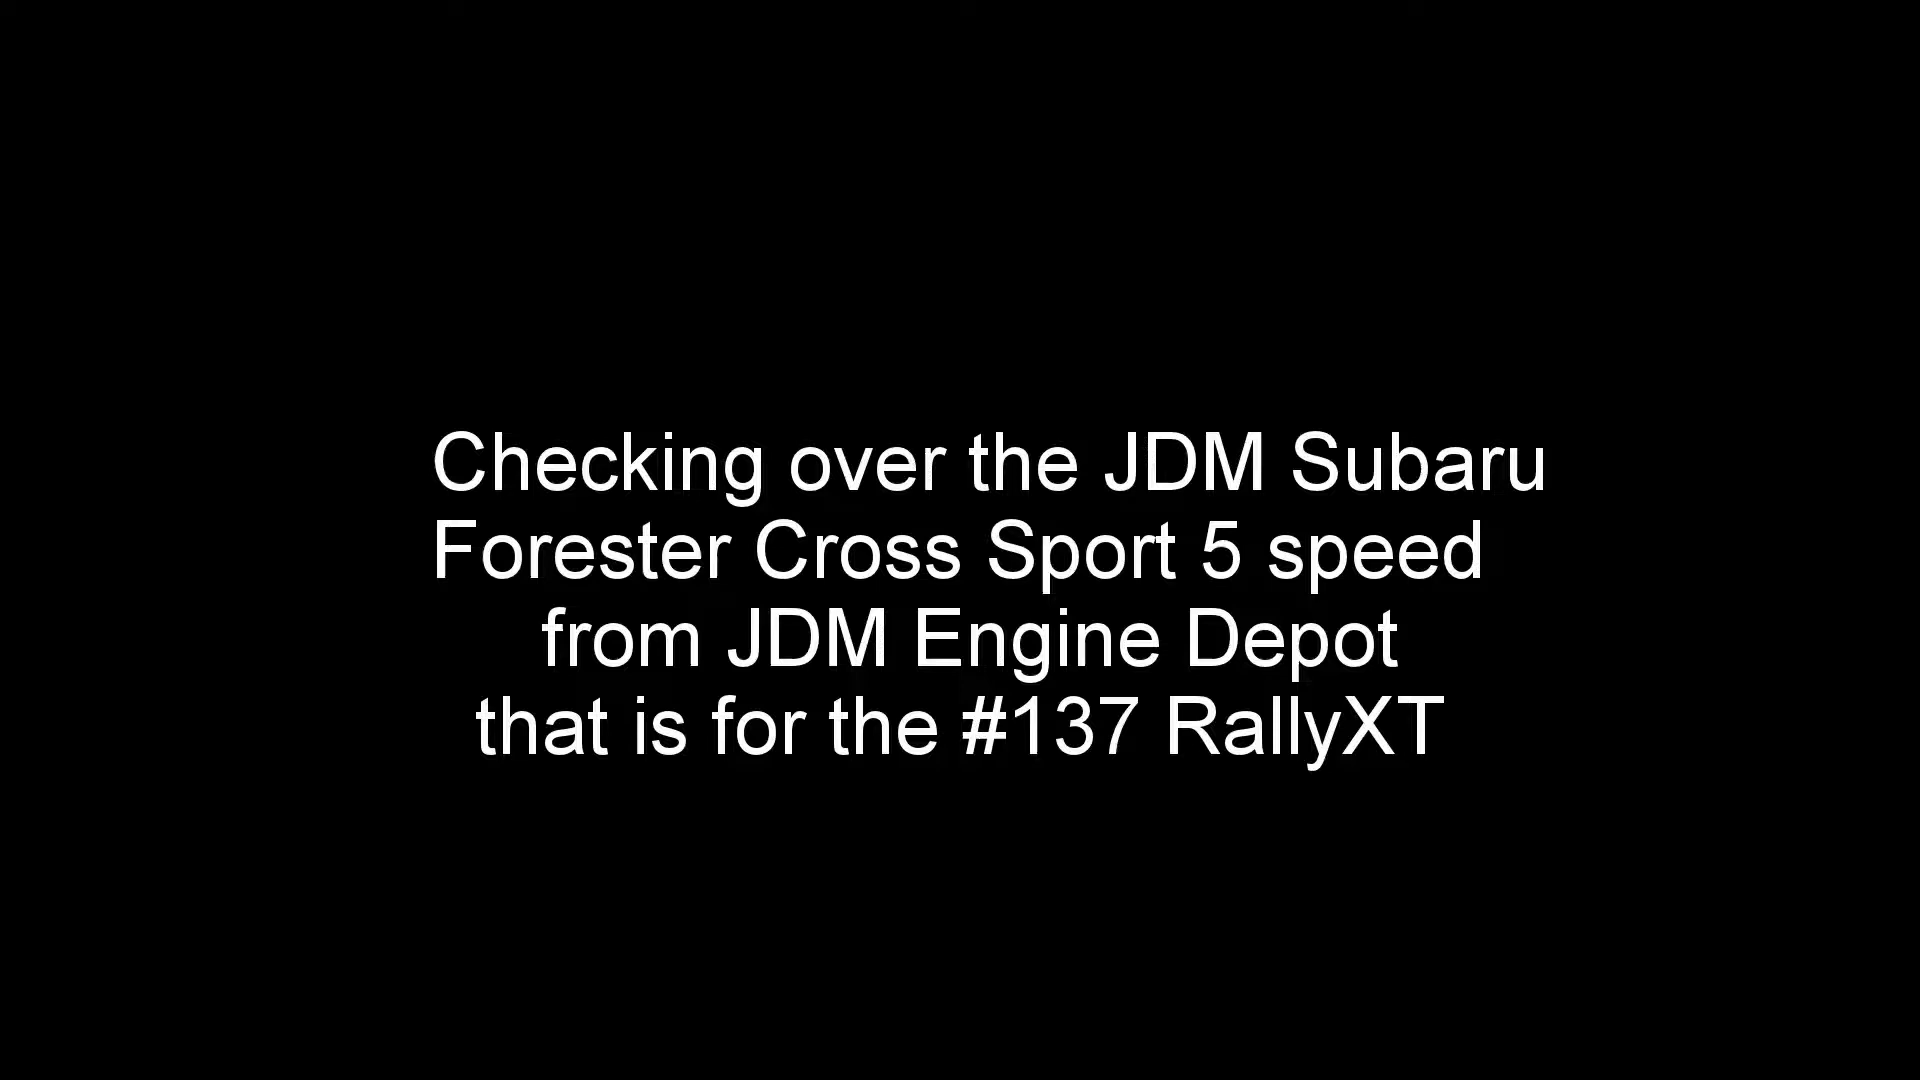 Checking over the JDM Subaru
Forester Cross Sport 5 speed
from JDM Engine Depot
that is for the #137 RallyXT